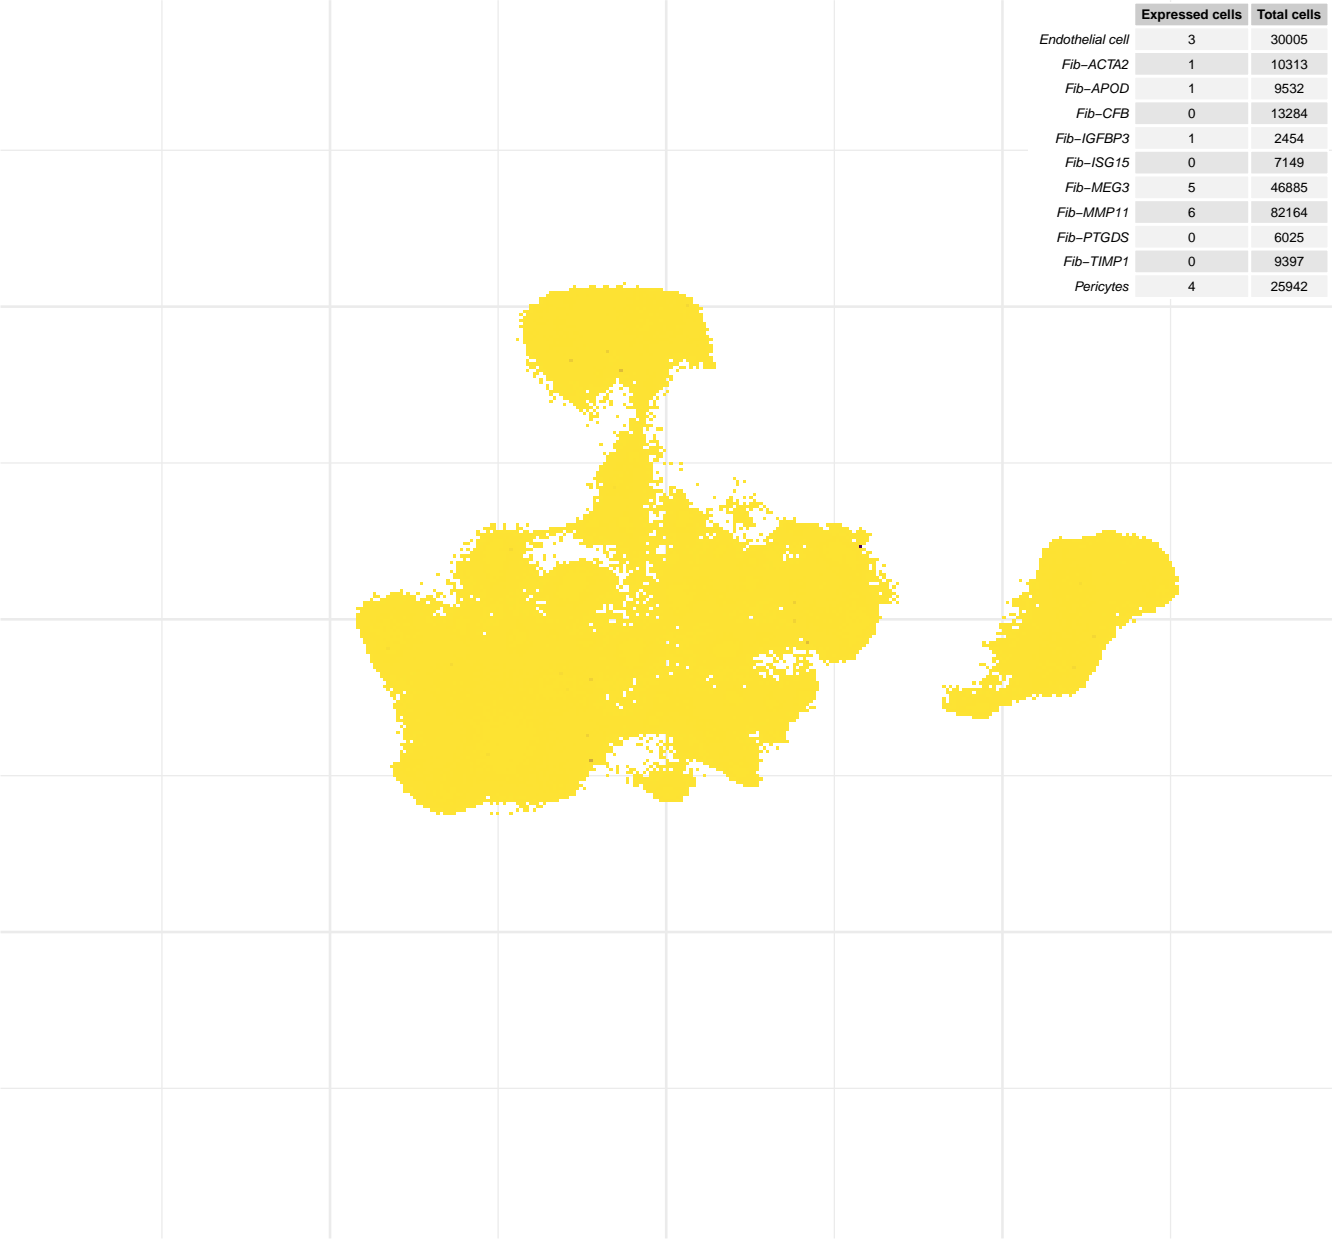 Expressed cells Total cells
Endothelial cell 3 30005
Fib−ACTA2 1 10313
Fib−APOD 1 9532
Fib−CFB 0 13284
Fib−IGFBP3 1 2454
Fib−ISG15 0 7149
Fib−MEG3 5 46885
Fib−MMP11 6 82164
Fib−PTGDS 0 6025
Fib−TIMP1 0 9397
Pericytes 4 25942